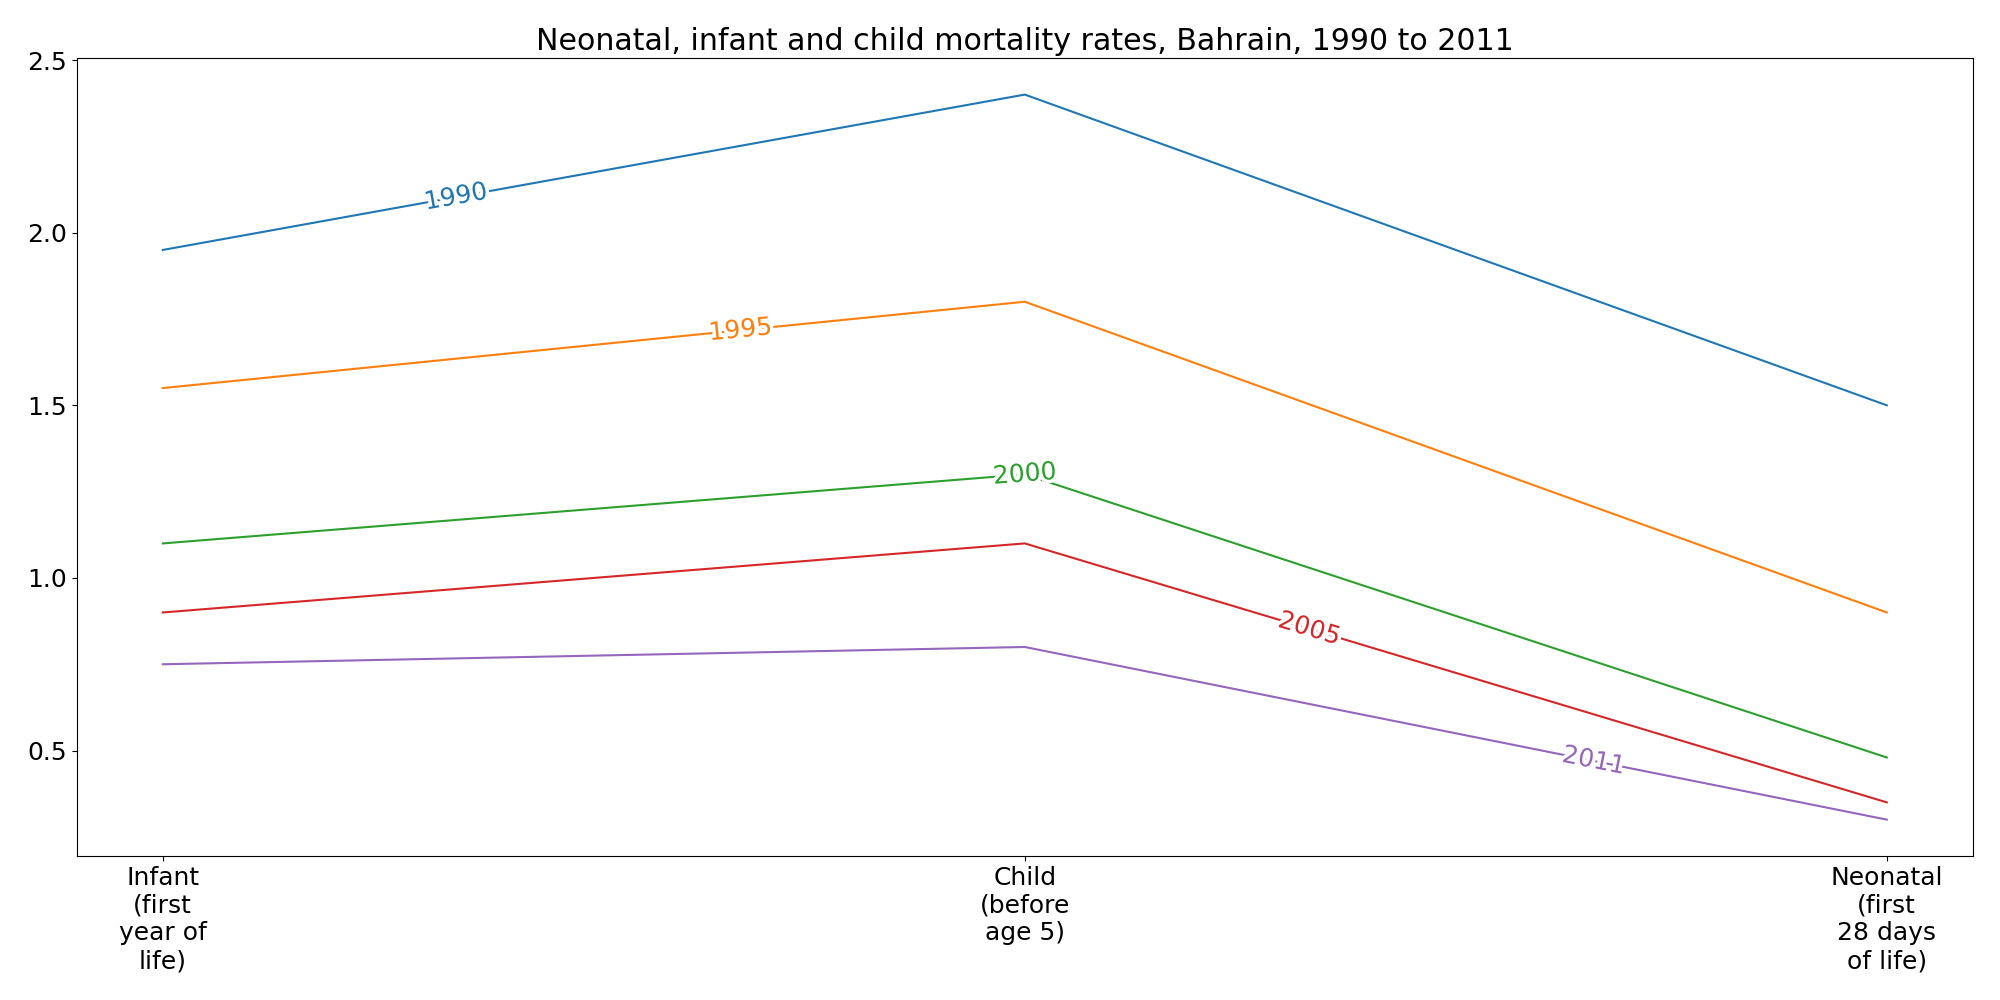 Neonatal, infant and child mortality rates, Bahrain, 1990 to 2011
2.5
2.0
1.5
1.0
0.5
1990
1995
2000
2005
2011
Infant
(first
year of
life)
Child
(before
age 5)
Neonatal
(first
28 days
of life)